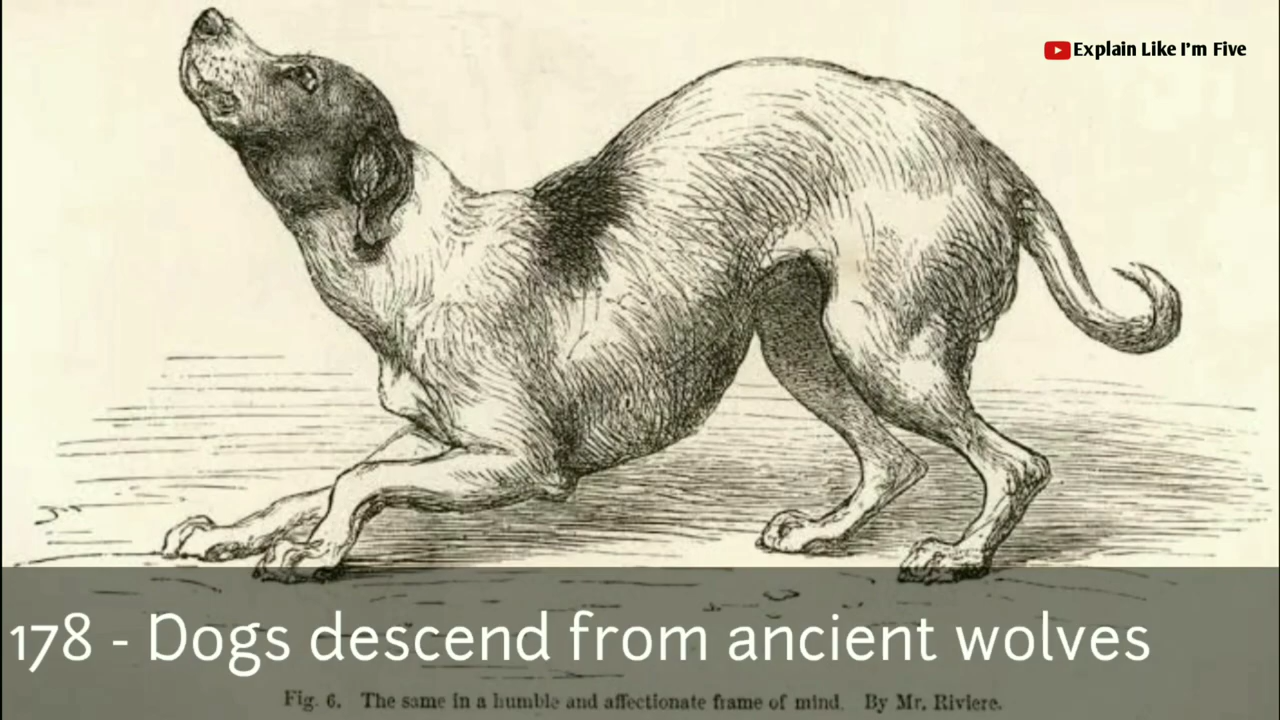 Explain Like I'm Five
178 - Dogs descend from ancient wolves
Fig. 6. The same in a humble and affectionate frame of mind. By Mr. Riviere.